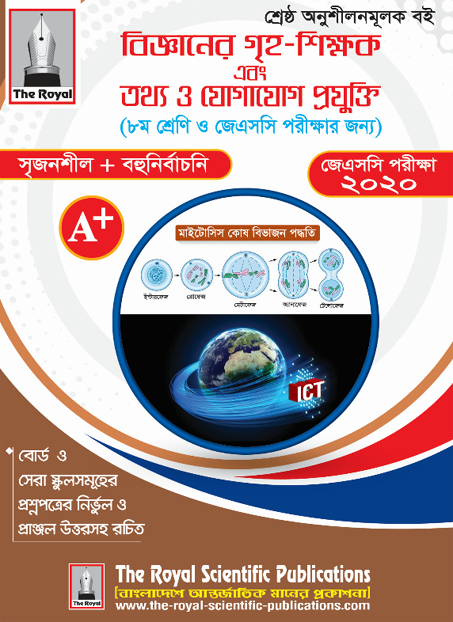 শ্রেষ্ঠ অনুশীলনমূলক বই
The Royal
বিজ্ঞানের গৃহ-শিক্ষক
এবং
তথ্য ও যোগাযোগ প্রযুক্তি
(৮ম শ্রেণি ও জেএসসি পরীক্ষার জন্য)
সৃজনশীল + বহুনির্বাচনি
জেএসসি পরীক্ষা
২০২০
A+
মাইটোসিস কোষ বিভাজন পদ্ধতি
ইন্টারফেজ প্রোফেজ মেটাফেজ অ্যানাফেজ টেলোফেজ
ICT
বোর্ড ও
সেরা স্কুলসমূহের
প্রশ্নপত্রের নির্ভুল ও
প্রাঞ্জল উত্তরসহ রচিত
The Royal
The Royal Scientific Publications
[বাংলাদেশে আন্তর্জাতিক মানের প্রকাশনা]
www.the-royal-scientific-publications.com